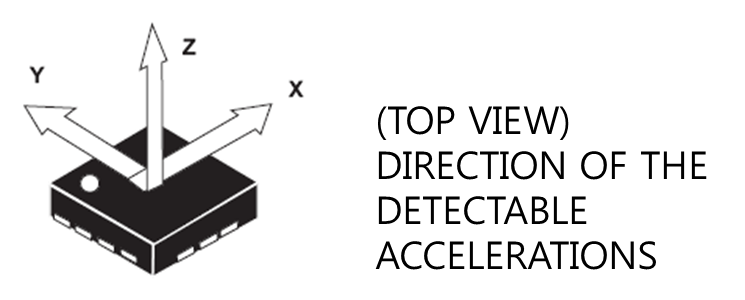 Z
Y
X
(TOP VIEW)
DIRECTION OF THE
DETECTABLE
ACCELERATIONS